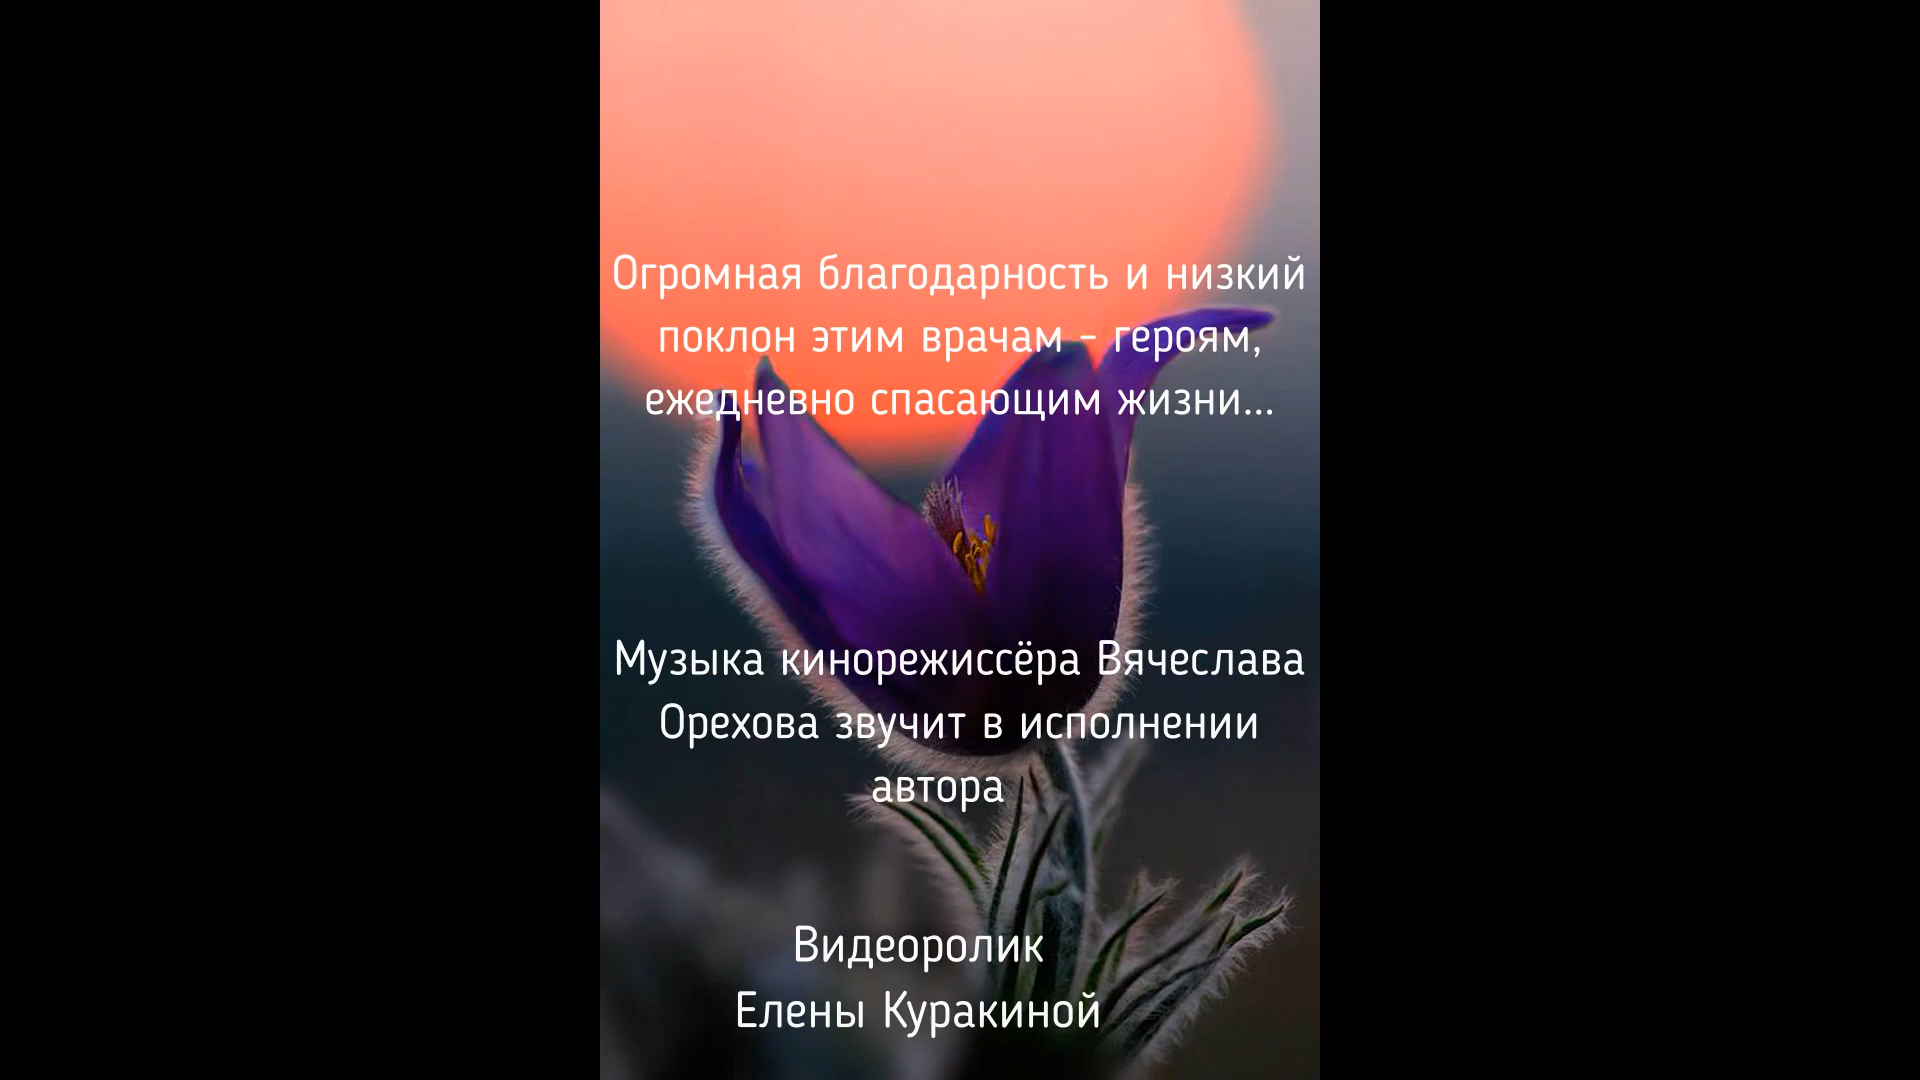 Огромная благодарность и низкий
поклон этим врачам - героям,
ежедневно спасающим жизни...
Музыка кинорежиссёра Вячеслава
Орехова звучит в исполнении
автора
Видеоролик
Елены Куракиной